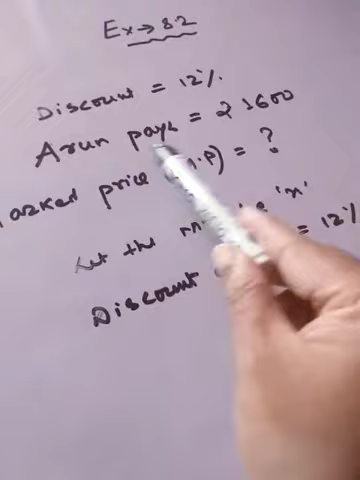 Ex → 8.2
Discount = 12%.
Arun pays = ₹ 1600
Marked price (M.P) = ?
Let the 'x'
Discount = 12%